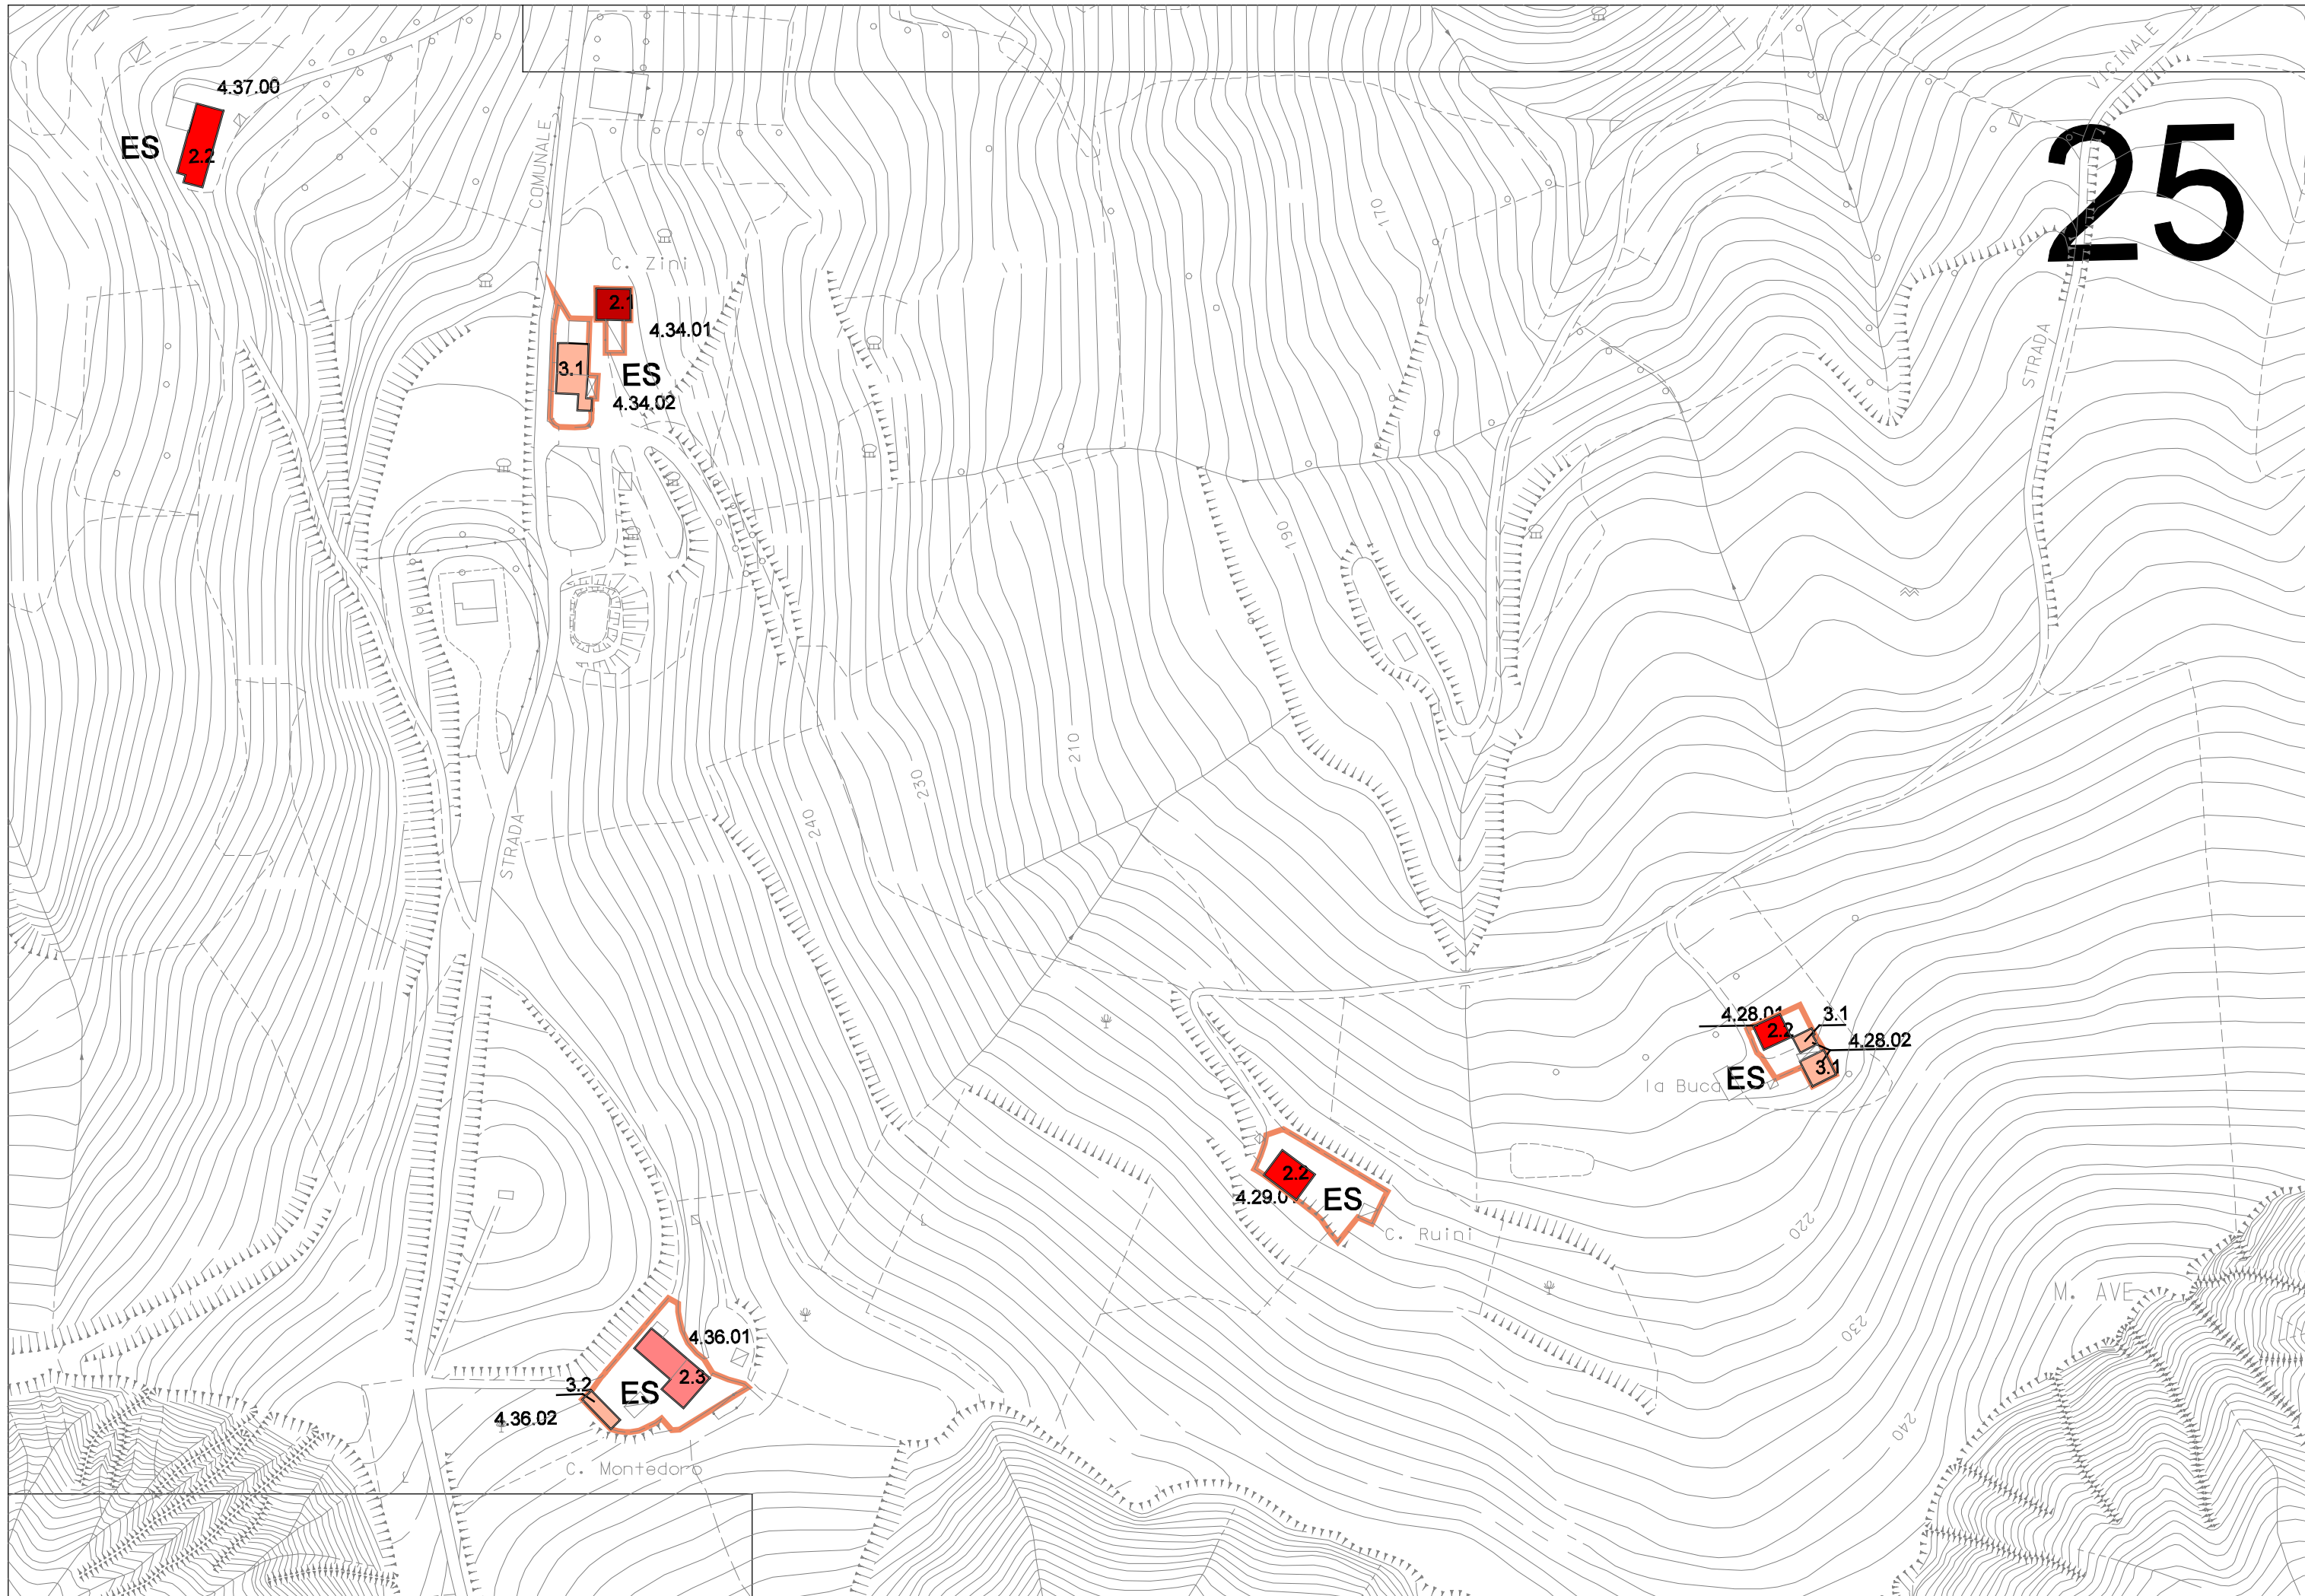 VICINALE
4.37.00
25
ES
2.2
COMUNALE
170
C. Zini
2.1
4.34.01
STRADA
3.1
ES
4.34.02
190
210
230
240
STRADA
4.28.01
3.1
2.2
4.28.02
3.1
la Buca
ES
2.2
4.29.01
ES
C. Ruini
220
M. AVE
230
4.36.01
2.3
3.2
ES
4.36.02
240
C. Montedoro